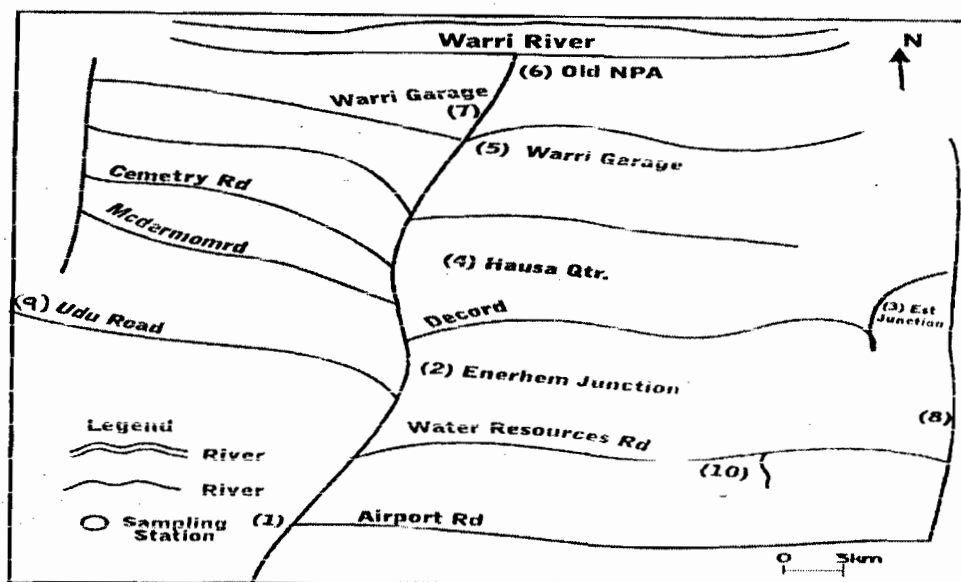 Warri River
N
(6) Old NPA
Warri Garage
(7)
(5) Warri Garage
Cemetry Rd
Mcdermomrd
(4) Hausa Qtr.
(9) Udu Road
Decord
(3) Est
Junction
(2) Enerhem Junction
(8)
Legend
Water Resources Rd
River
(10)
River
Sampling
Station
(1)
Airport Rd
0 5km